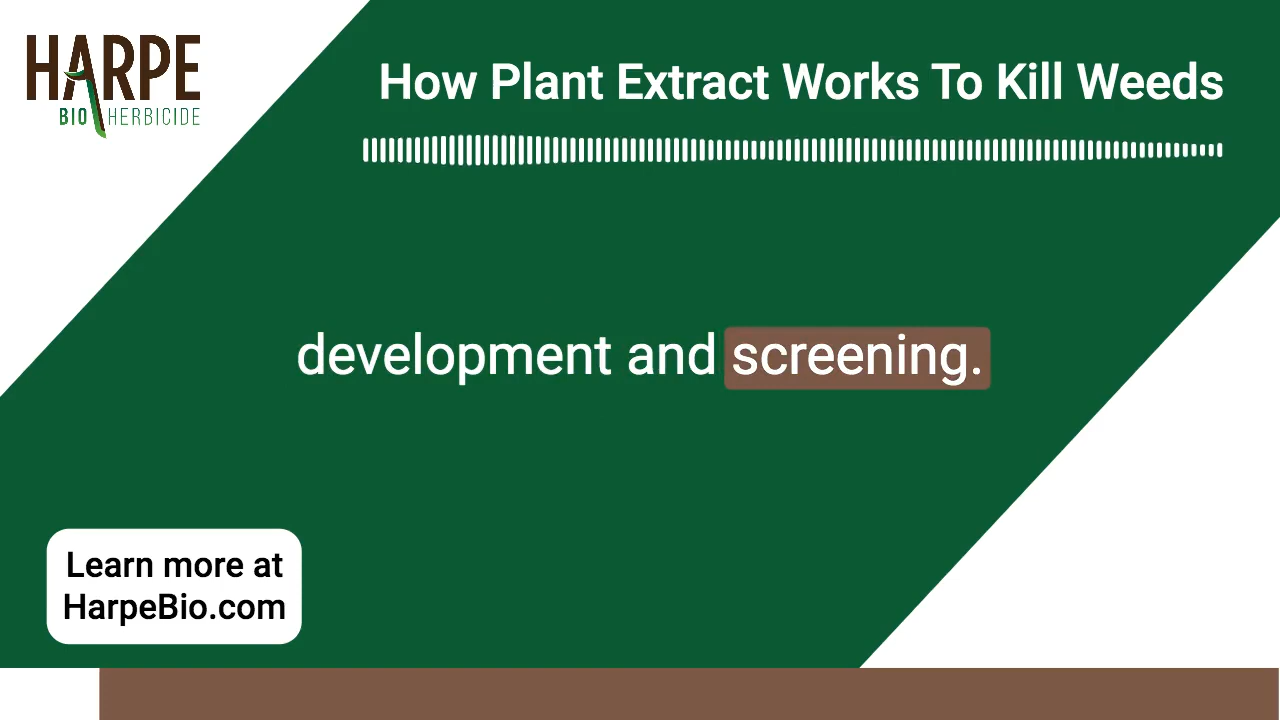 HARPE
BIO HERBICIDE
How Plant Extract Works To Kill Weeds
development and screening.
Learn more at
HarpeBio.com